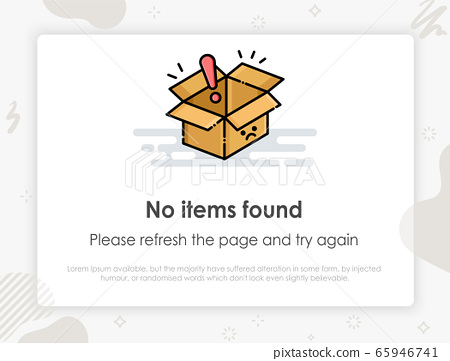 PIXTA
No items found
Please refresh the page and try again
Lorem Ipsum available, but the majority have suffered alteration in some form, by injected humour,
or randomised words which don't look even slightly believable.
pixta.jp - 65946741